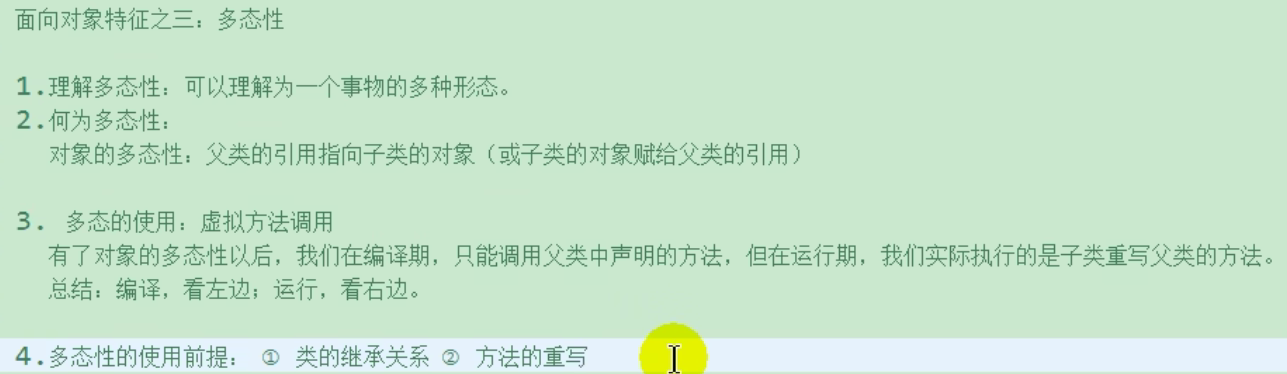 面向对象特征之三：多态性
1.理解多态性：可以理解为一个事物的多种形态。
2.何为多态性：
对象的多态性：父类的引用指向子类的对象（或子类的对象赋给父类的引用）
3. 多态的使用：虚拟方法调用
有了对象的多态性以后，我们在编译期，只能调用父类中声明的方法，但在运行期，我们实际执行的是子类重写父类的方法。
总结：编译，看左边；运行，看右边。
4.多态性的使用前提： ① 类的继承关系 ② 方法的重写